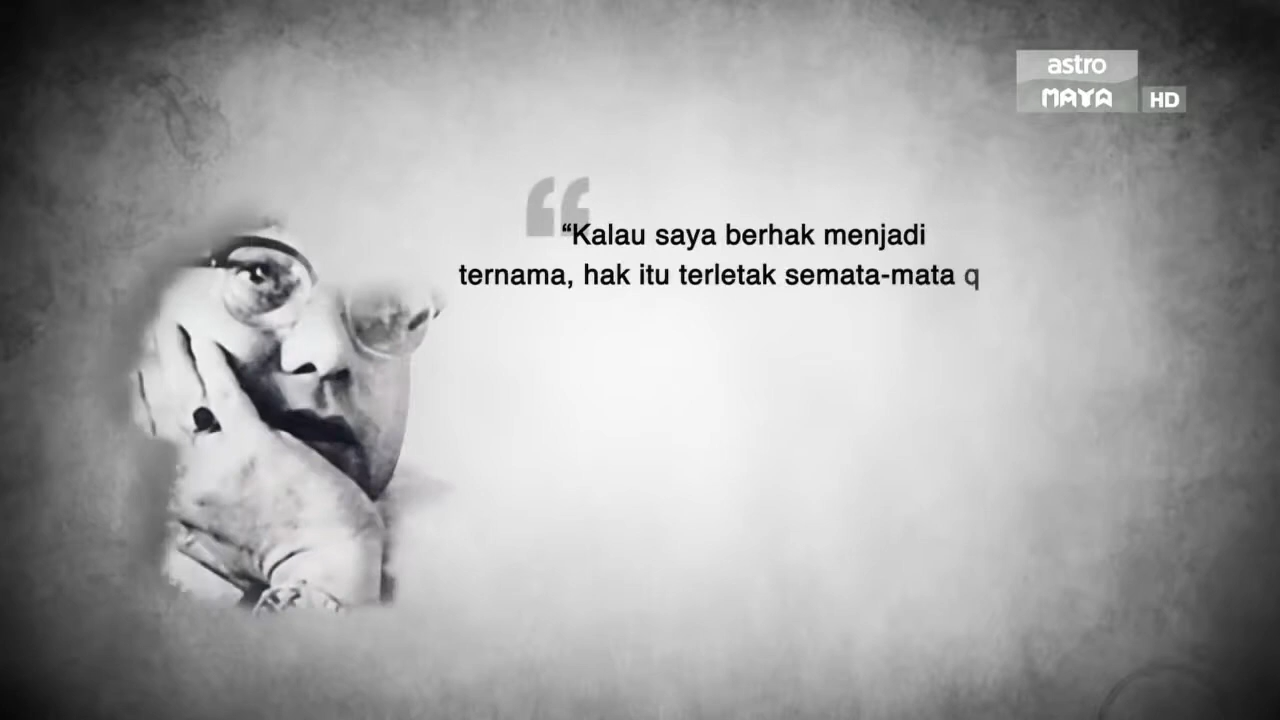 astro
MAYA
HD
“Kalau saya berhak menjadi
ternama, hak itu terletak semata-mata q